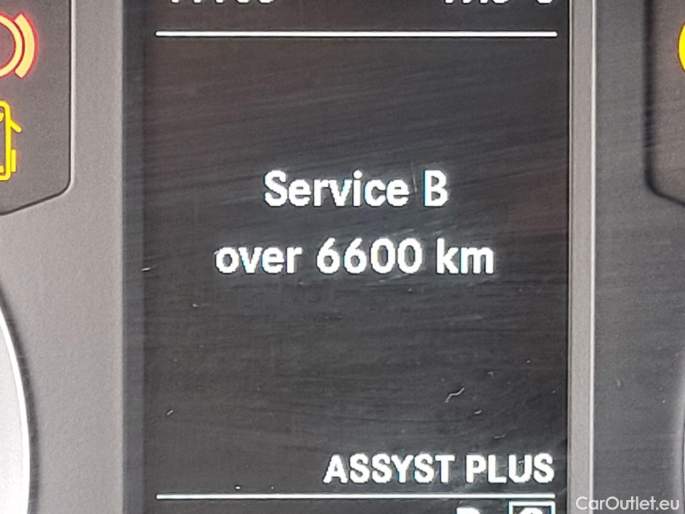 Service B
over 6600 km
ASSYST PLUS
CarOutlet.eu